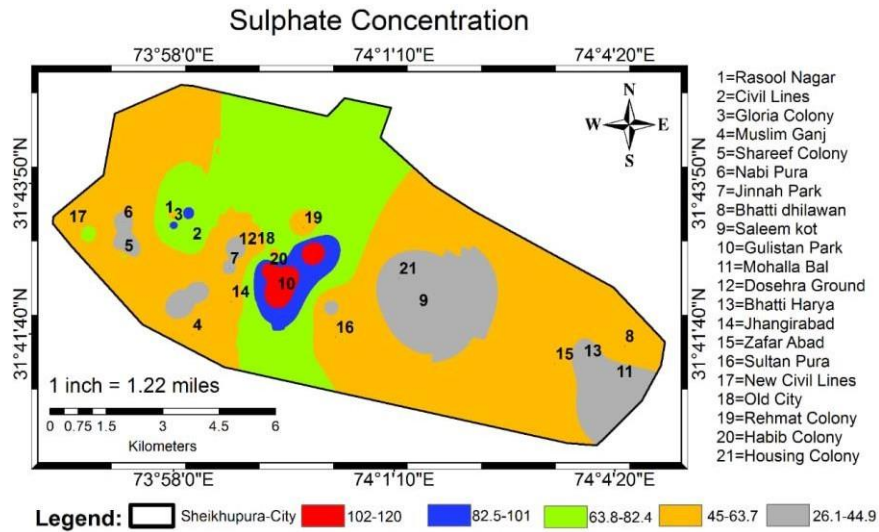 Sulphate Concentration
73°58'0"E 74°1'10"E 74°4'20"E
31°43'50"N 31°43'50"N
31°41'40"N 31°41'40"N
N
W E
S
17 6 1 3 2 5 12 18 19 7 20 14 10 4 16 21 9 15 13 8 11
1 inch = 1.22 miles
0 0.75 1.5 3 4.5 6
Kilometers
73°58'0"E 74°1'10"E 74°4'20"E
1=Rasool Nagar
2=Civil Lines
3=Gloria Colony
4=Muslim Ganj
5=Shareef Colony
6=Nabi Pura
7=Jinnah Park
8=Bhatti dhilawan
9=Saleem kot
10=Gulistan Park
11=Mohalla Bal
12=Dosehra Ground
13=Bhatti Harya
14=Jhangirabad
15=Zafar Abad
16=Sultan Pura
17=New Civil Lines
18=Old City
19=Rehmat Colony
20=Habib Colony
21=Housing Colony
Legend: Sheikhupura-City 102-120 82.5-101 63.8-82.4 45-63.7 26.1-44.9